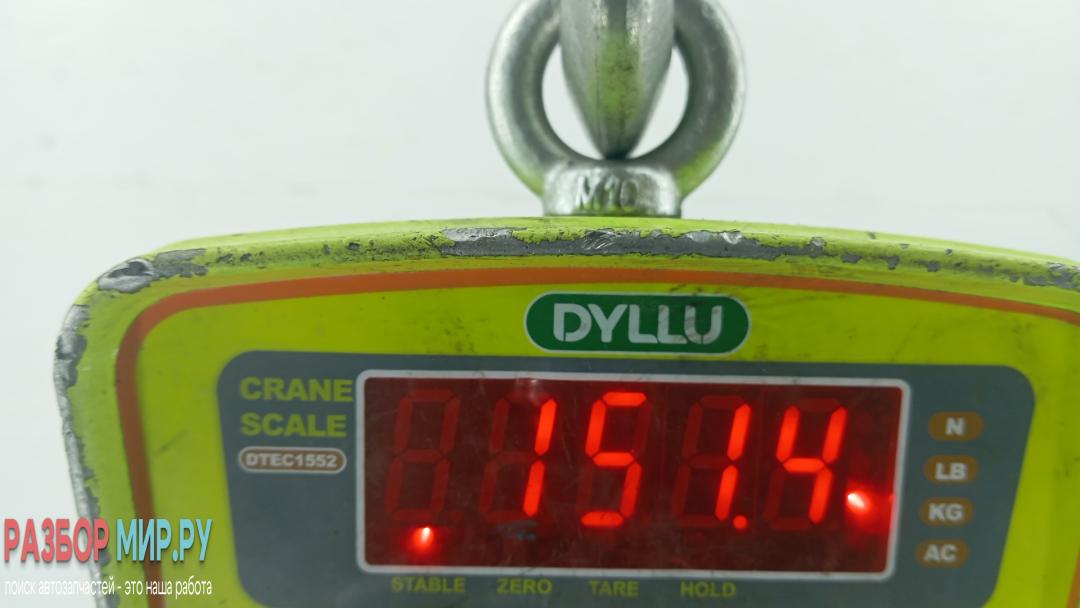 M10
DYLLU
CRANE
SCALE
DTEC1552
151.4
N
LB
KG
AC
STABLE ZERO TARE HOLD
РАЗБОР МИР.РУ
поиск автозапчастей - это наша работа